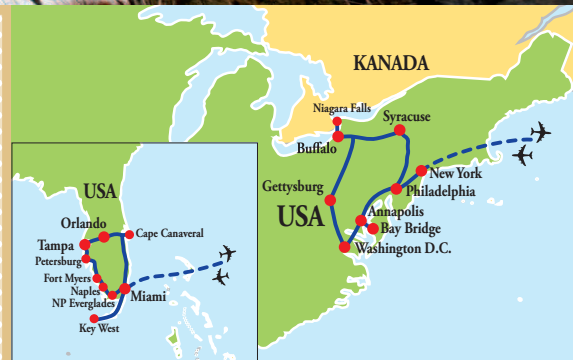 KANADA
Niagara Falls
Syracuse
Buffalo
New York
Gettysburg
Philadelphia
USA
Annapolis
Bay Bridge
Washington D.C.
USA
Orlando
Cape Canaveral
Tampa
Petersburg
Fort Myers
Naples
Miami
NP Everglades
Key West